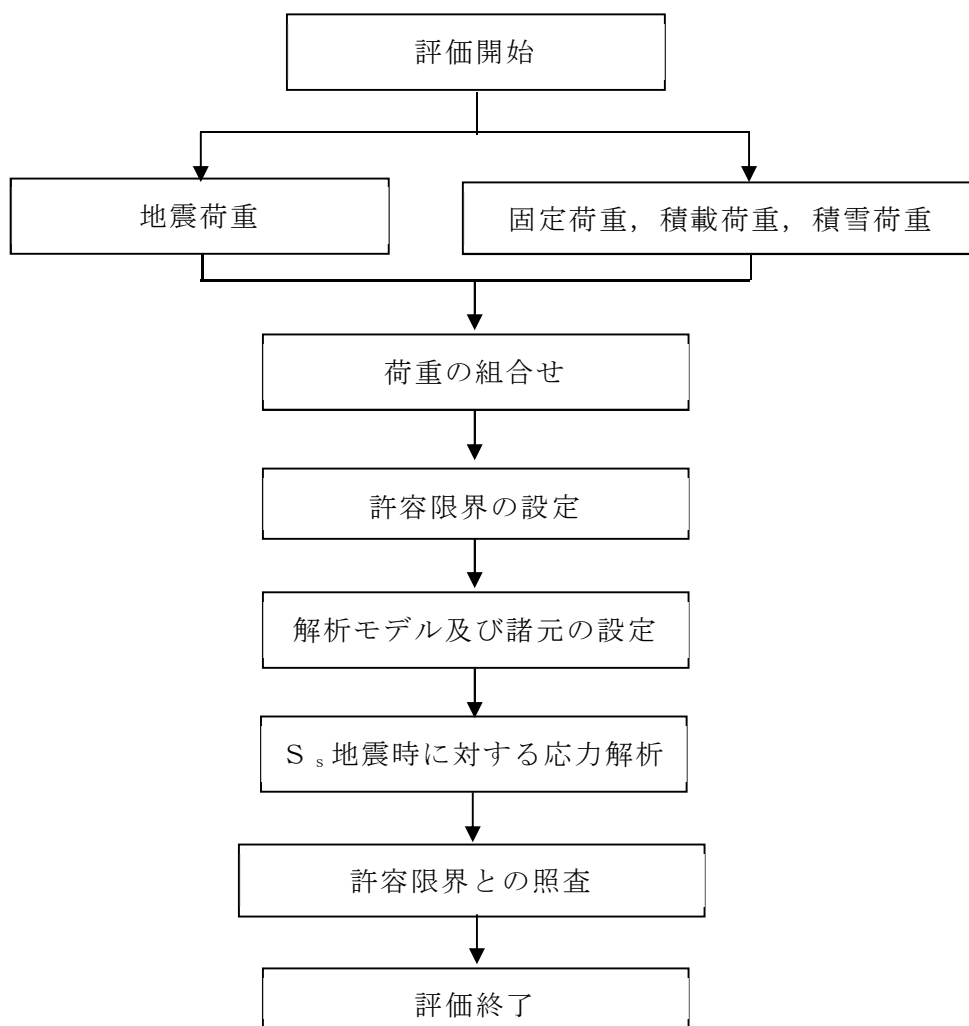 評価開始
地震荷重
固定荷重，積載荷重，積雪荷重
荷重の組合せ
許容限界の設定
解析モデル及び諸元の設定
Ｓｓ地震時に対する応力解析
許容限界との照査
評価終了